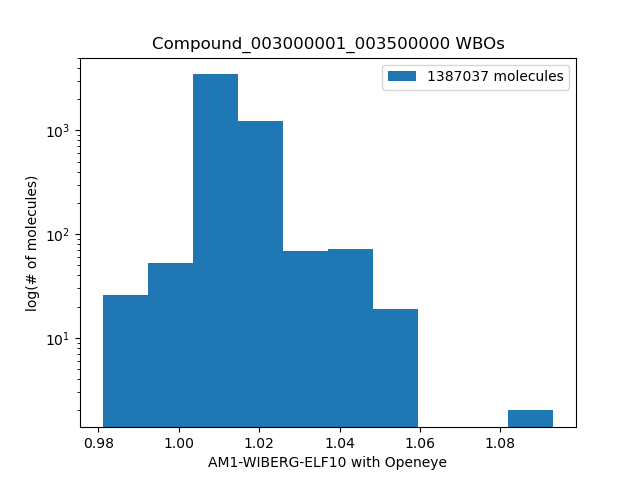 Compound_003000001_003500000 WBOs
1387037 molecules
log(# of molecules)
10³
10²
10¹
0.98 1.00 1.02 1.04 1.06 1.08
AM1-WIBERG-ELF10 with Openeye